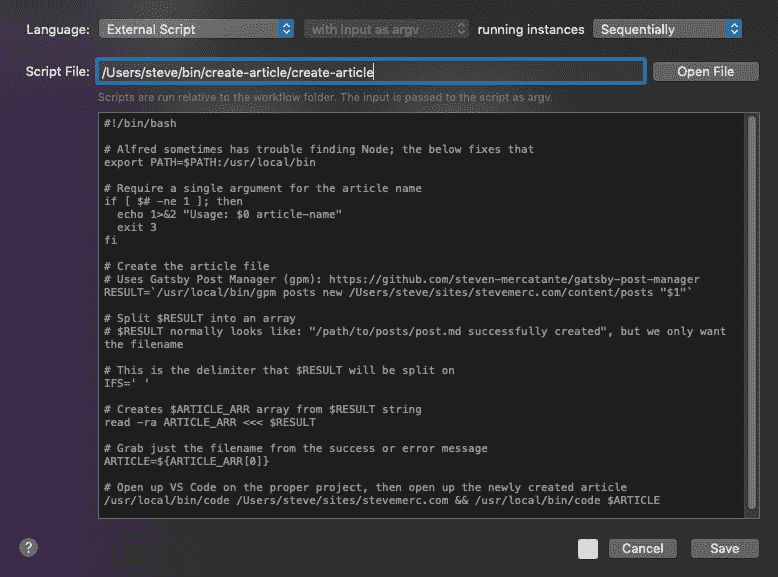 Language: External Script with input as argv running instances Sequentially
Script File: /Users/steve/bin/create-article/create-article Open File
Scripts are run relative to the workflow folder. The input is passed to the script as argv.
#!/bin/bash
# Alfred sometimes has trouble finding Node; the below fixes that
export PATH=$PATH:/usr/local/bin
# Require a single argument for the article name
if [ $# -ne 1 ]; then
  echo 1>&2 "Usage: $0 article-name"
  exit 3
fi
# Create the article file
# Uses Gatsby Post Manager (gpm): https://github.com/steven-mercatante/gatsby-post-manager
RESULT=`/usr/local/bin/gpm posts new /Users/steve/sites/stevemerc.com/content/posts "$1"`
# Split $RESULT into an array
# $RESULT normally looks like: "/path/to/posts/post.md successfully created", but we only want
the filename
# This is the delimiter that $RESULT will be split on
IFS=' '
# Creates $ARTICLE_ARR array from $RESULT string
read -ra ARTICLE_ARR <<< $RESULT
# Grab just the filename from the success or error message
ARTICLE=${ARTICLE_ARR[0]}
# Open up VS Code on the proper project, then open up the newly created article
/usr/local/bin/code /Users/steve/sites/stevemerc.com && /usr/local/bin/code $ARTICLE
? Cancel Save